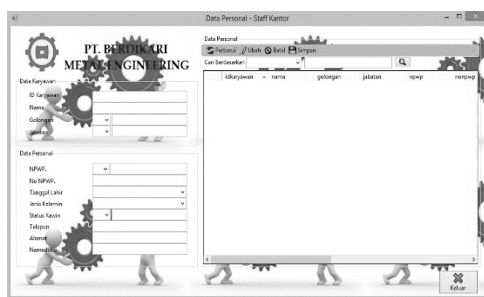 Data Personal - Staff Kantor
PT. BERDIKARI
METAL ENGINEERING
Data Karyawan
ID Karyawan
Nama
Golongan
Jabatan
Data Personal
NPWP.
No NPWP.
Tanggal Lahir
Jenis Kelamin
Status Kawin
Telepon
Alamat
Data Personal
Perbarui Ubah Batal Simpan
Cari Berdasarkan
idkaryawan nama golongan jabatan npwp nonpwp
Keluar